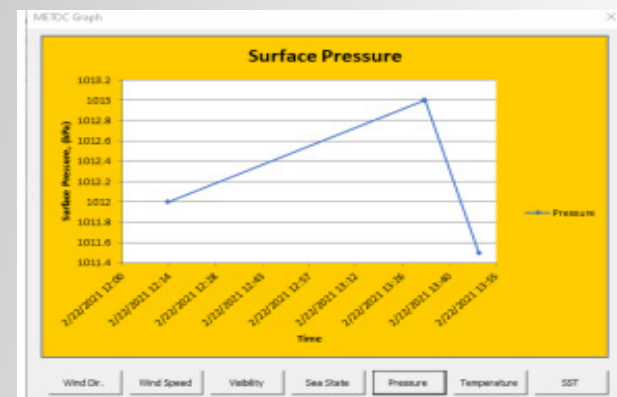 METOC Graph
Surface Pressure
1013.2
1013
1012.8
1012.6
1012.4
1012.2
1012
1011.8
1011.6
1011.4
Surface Pressure, (kPa)
2/22/2021 12:00
2/22/2021 12:14
2/22/2021 12:28
2/22/2021 12:43
2/22/2021 12:57
2/22/2021 13:12
2/22/2021 13:26
2/22/2021 13:40
2/22/2021 13:55
Time
Pressure
Wind Dir.
Wind Speed
Visibility
Sea State
Pressure
Temperature
SST